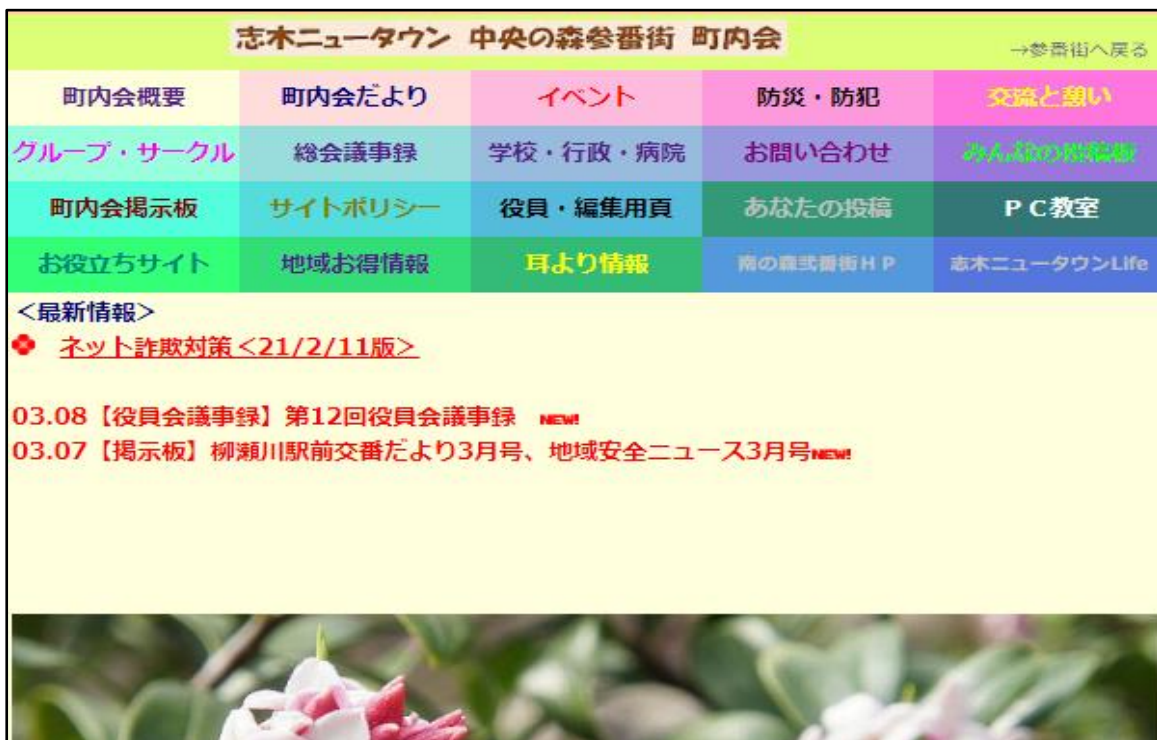 志木ニュータウン 中央の森参番街 町内会
→参番街へ戻る
町内会概要 町内会だより イベント 防災・防犯 交流と憩い
グループ・サークル 総会議事録 学校・行政・病院 お問い合わせ みんなの投稿板
町内会掲示板 サイトポリシー 役員・編集用頁 あなたの投稿 ＰＣ教室
お役立ちサイト 地域お得情報 耳より情報 南の森弐番街ＨＰ 志木ニュータウンLife
＜最新情報＞
ネット詐欺対策＜21/2/11版＞
03.08【役員会議事録】第12回役員会議事録 NEW!
03.07【掲示板】柳瀬川駅前交番だより3月号、地域安全ニュース3月号NEW!